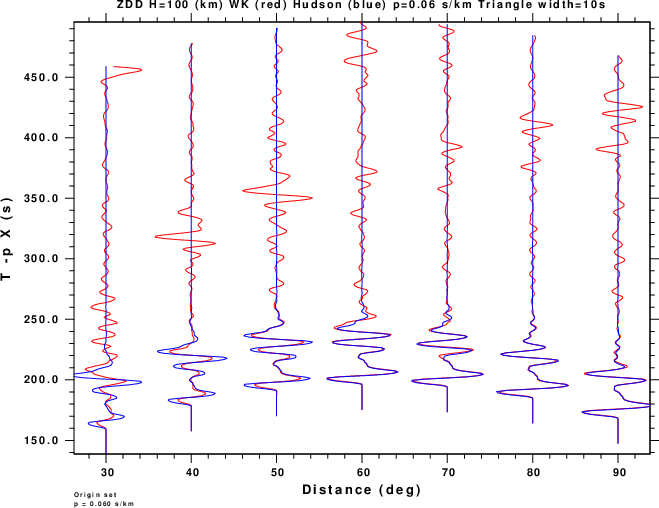 ZDD H=100 (km) WK (red) Hudson (blue) p=0.06 s/km Triangle width=10s
450.0
400.0
350.0
300.0
250.0
200.0
150.0
T -p X (s)
30 40 50 60 70 80 90
Distance (deg)
Origin set
p = 0.060 s/km